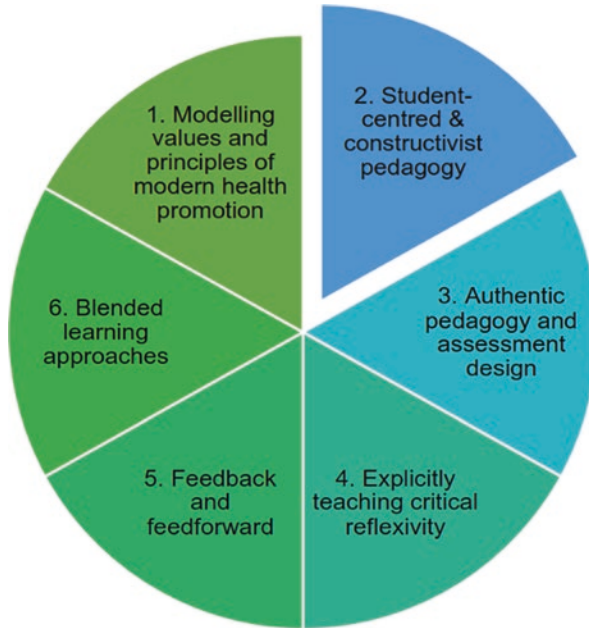 1. Modelling
values and
principles of
modern health
promotion
2. Student-
centred &
constructivist
pedagogy
3. Authentic
pedagogy and
assessment
design
4. Explicitly
teaching critical
reflexivity
5. Feedback
and
feedforward
6. Blended
learning
approaches